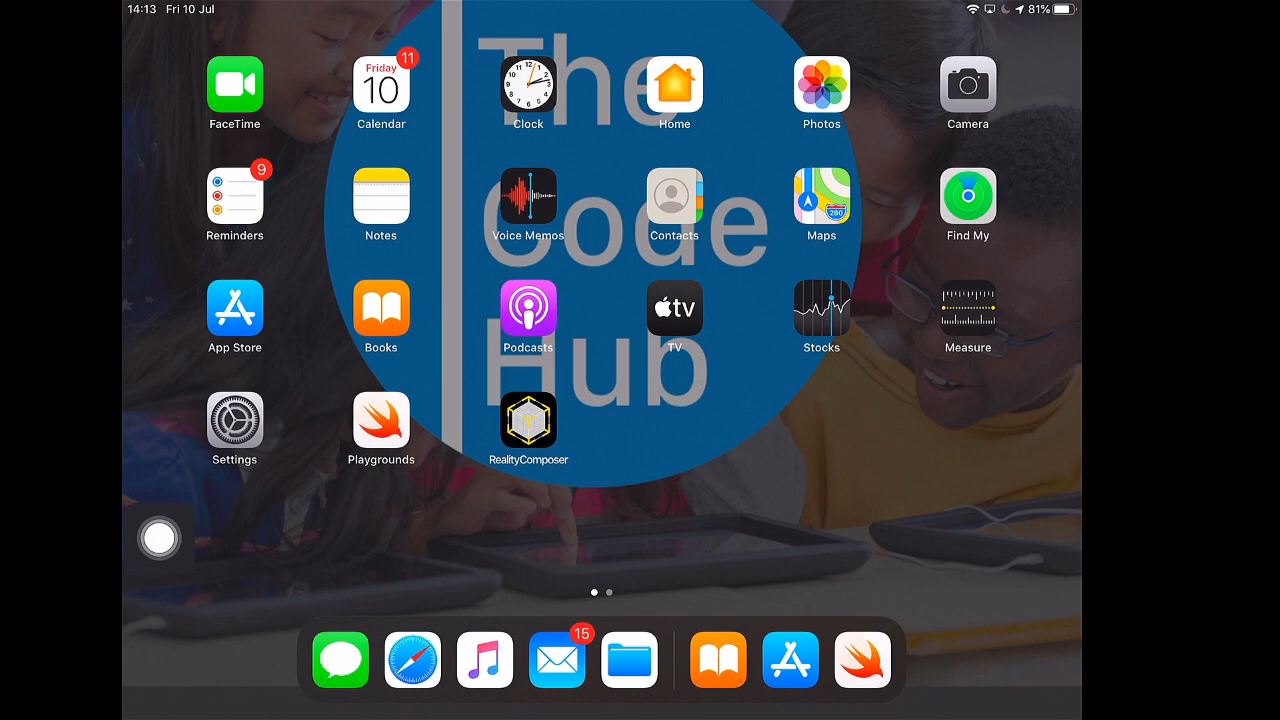 14:13 Fri 10 Jul 81%
The
Code
Hub
11
Friday
10
12
FaceTime Calendar Clock Home Photos Camera
9
280
Reminders Notes Voice Memos Contacts Maps Find My
tv
App Store Books Podcasts TV Stocks Measure
Settings Playgrounds RealityComposer
15